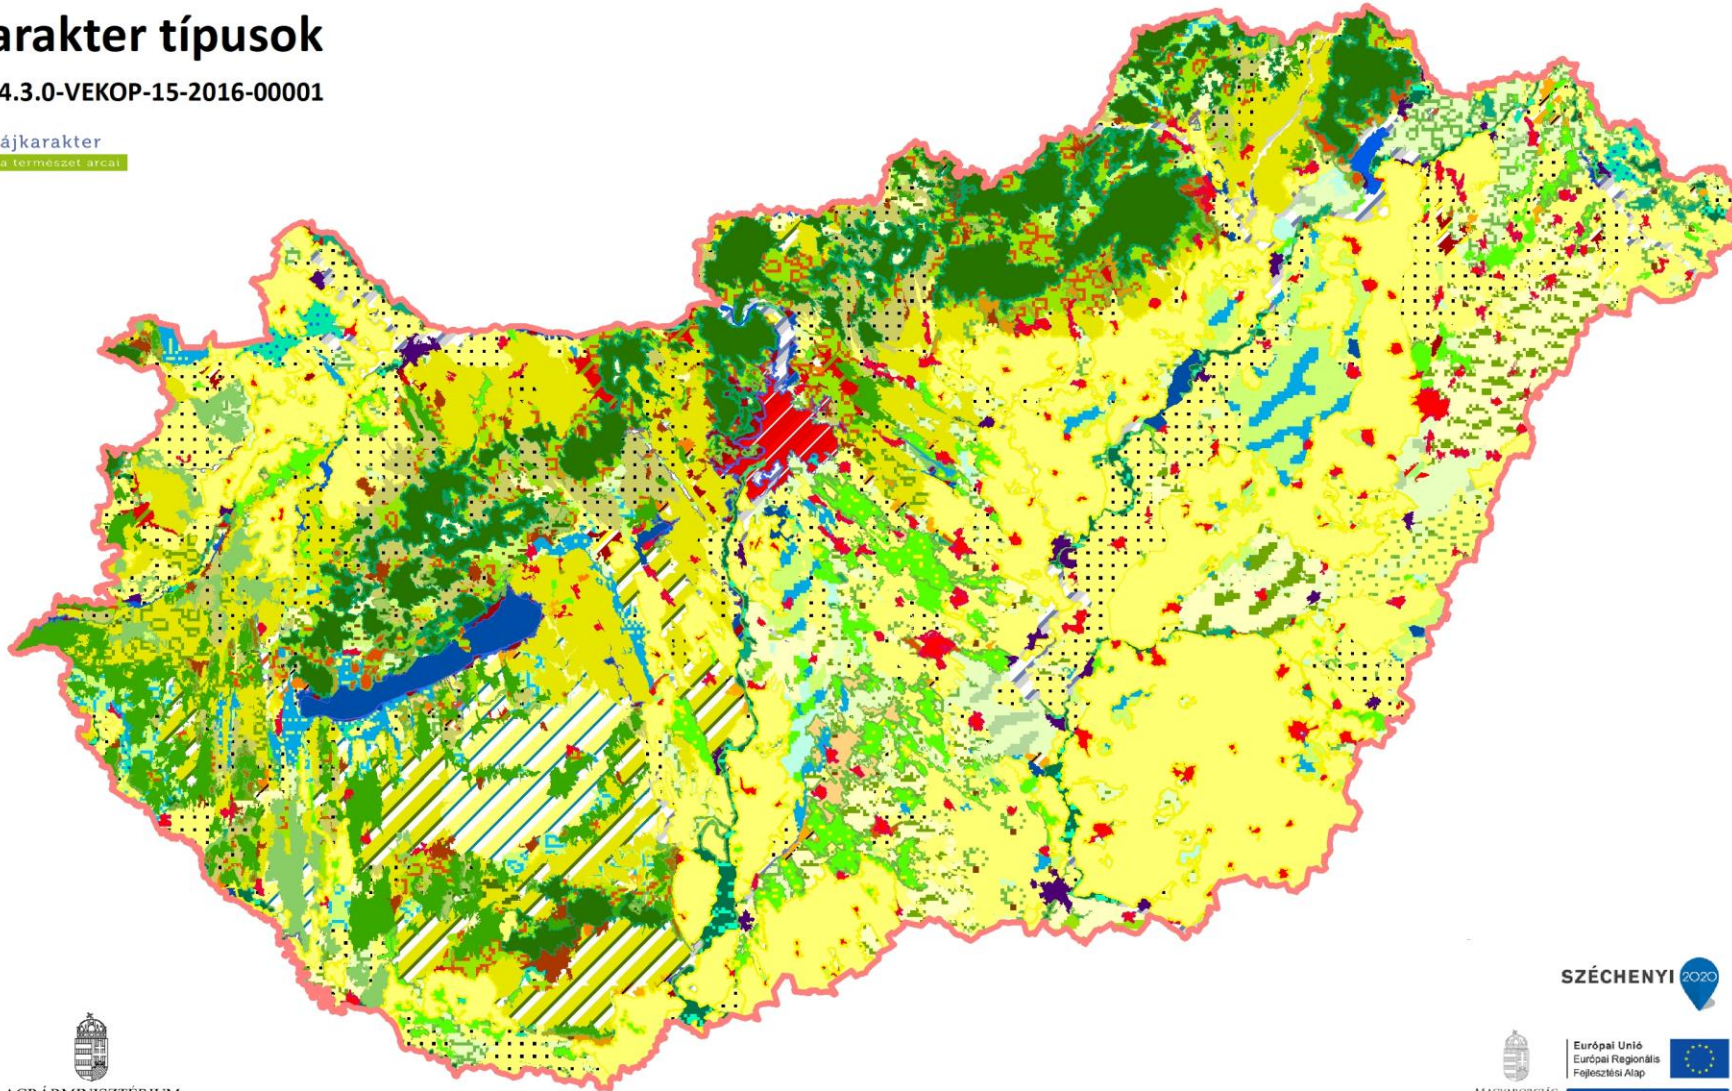 arakter típusok
4.3.0-VEKOP-15-2016-00001
ájkarakter
a természet arcai
SZÉCHENYI 2020
Európai Unió
Európai Regionális
Fejlesztési Alap